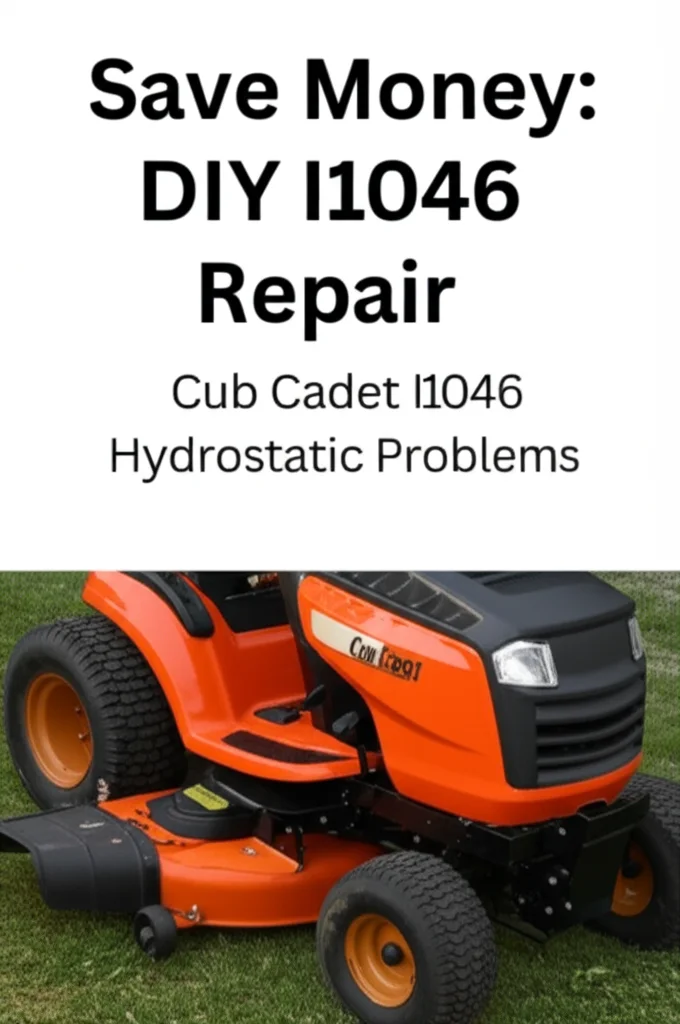 Save Money:
DIY I1046
Repair
Cub Cadet I1046
Hydrostatic Problems